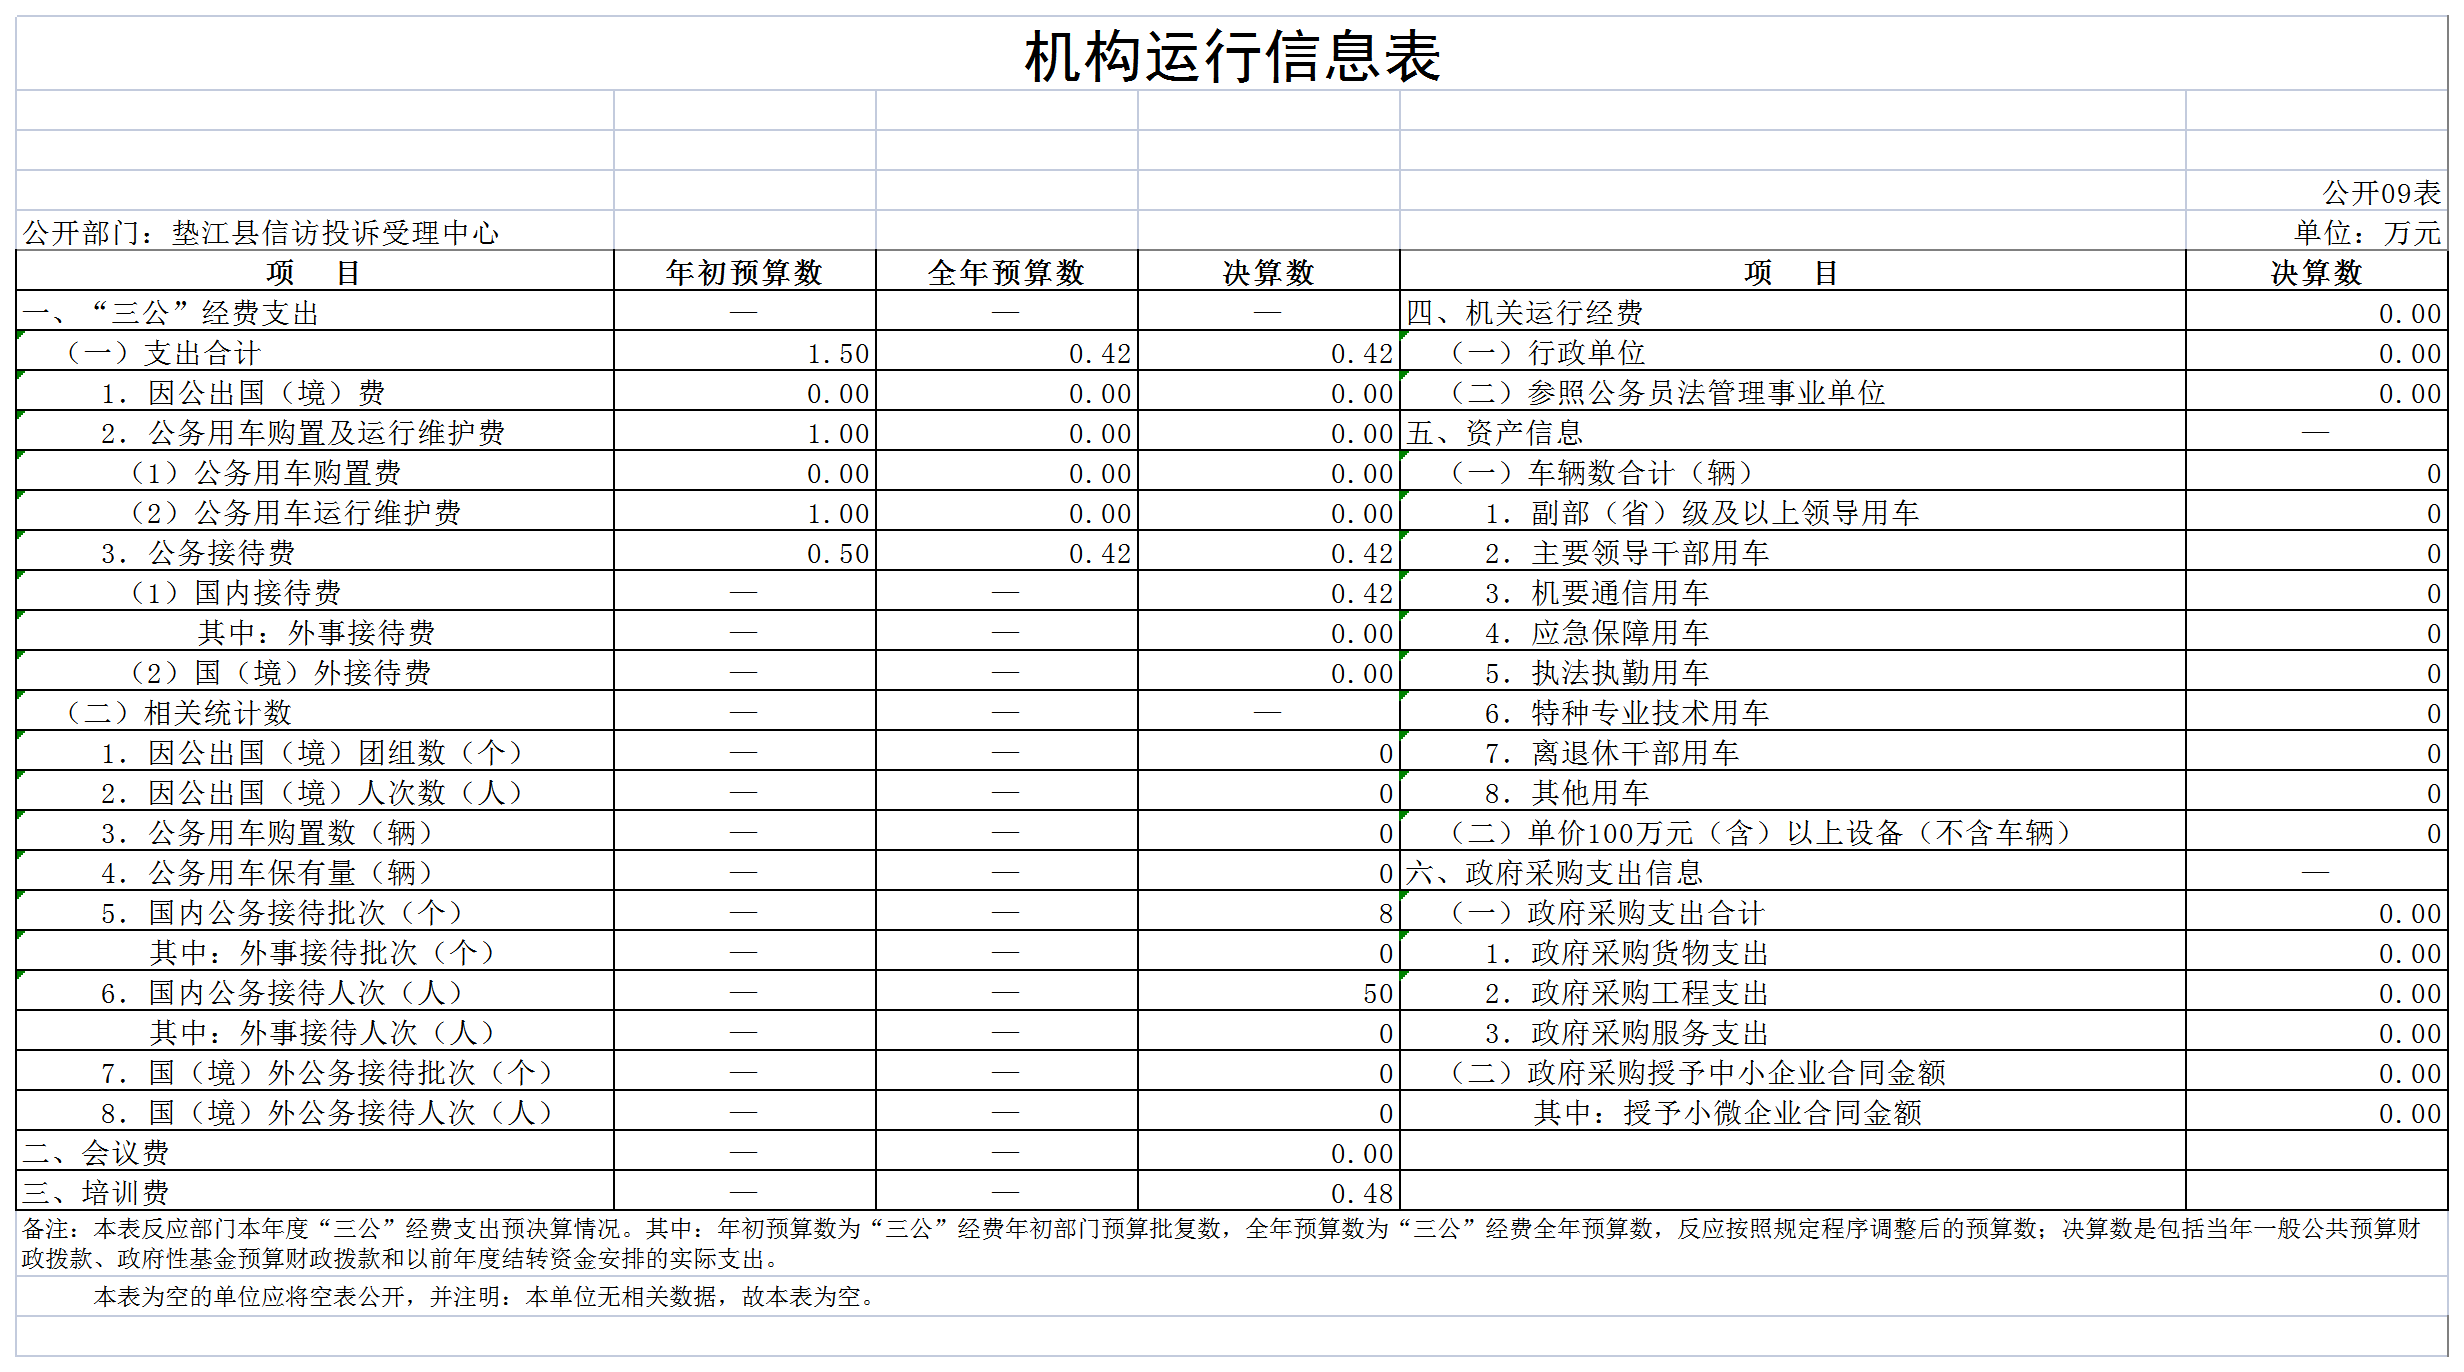 机构运行信息表
公开09表
公开部门：垫江县信访投诉受理中心 单位：万元
项 目 年初预算数 全年预算数 决算数 项 目 决算数
一、“三公”经费支出 — — — 四、机关运行经费 0.00
（一）支出合计 1.50 0.42 0.42 （一）行政单位 0.00
1．因公出国（境）费 0.00 0.00 0.00 （二）参照公务员法管理事业单位 0.00
2．公务用车购置及运行维护费 1.00 0.00 0.00 五、资产信息 —
（1）公务用车购置费 0.00 0.00 0.00 （一）车辆数合计（辆） 0
（2）公务用车运行维护费 1.00 0.00 0.00 1．副部（省）级及以上领导用车 0
3．公务接待费 0.50 0.42 0.42 2．主要领导干部用车 0
（1）国内接待费 — — 0.42 3．机要通信用车 0
其中：外事接待费 — — 0.00 4．应急保障用车 0
（2）国（境）外接待费 — — 0.00 5．执法执勤用车 0
（二）相关统计数 — — — 6．特种专业技术用车 0
1．因公出国（境）团组数（个） — — 0 7．离退休干部用车 0
2．因公出国（境）人次数（人） — — 0 8．其他用车 0
3．公务用车购置数（辆） — — 0 （二）单价100万元（含）以上设备（不含车辆） 0
4．公务用车保有量（辆） — — 0 六、政府采购支出信息 —
5．国内公务接待批次（个） — — 8 （一）政府采购支出合计 0.00
其中：外事接待批次（个） — — 0 1．政府采购货物支出 0.00
6．国内公务接待人次（人） — — 50 2．政府采购工程支出 0.00
其中：外事接待人次（人） — — 0 3．政府采购服务支出 0.00
7．国（境）外公务接待批次（个） — — 0 （二）政府采购授予中小企业合同金额 0.00
8．国（境）外公务接待人次（人） — — 0 其中：授予小微企业合同金额 0.00
二、会议费 — — 0.00
三、培训费 — — 0.48
备注：本表反应部门本年度“三公”经费支出预决算情况。其中：年初预算数为“三公”经费年初部门预算批复数，全年预算数为“三公”经费全年预算数，反应按照规定程序调整后的预算数；决算数是包括当年一般公共预算财
政拨款、政府性基金预算财政拨款和以前年度结转资金安排的实际支出。
本表为空的单位应将空表公开，并注明：本单位无相关数据，故本表为空。